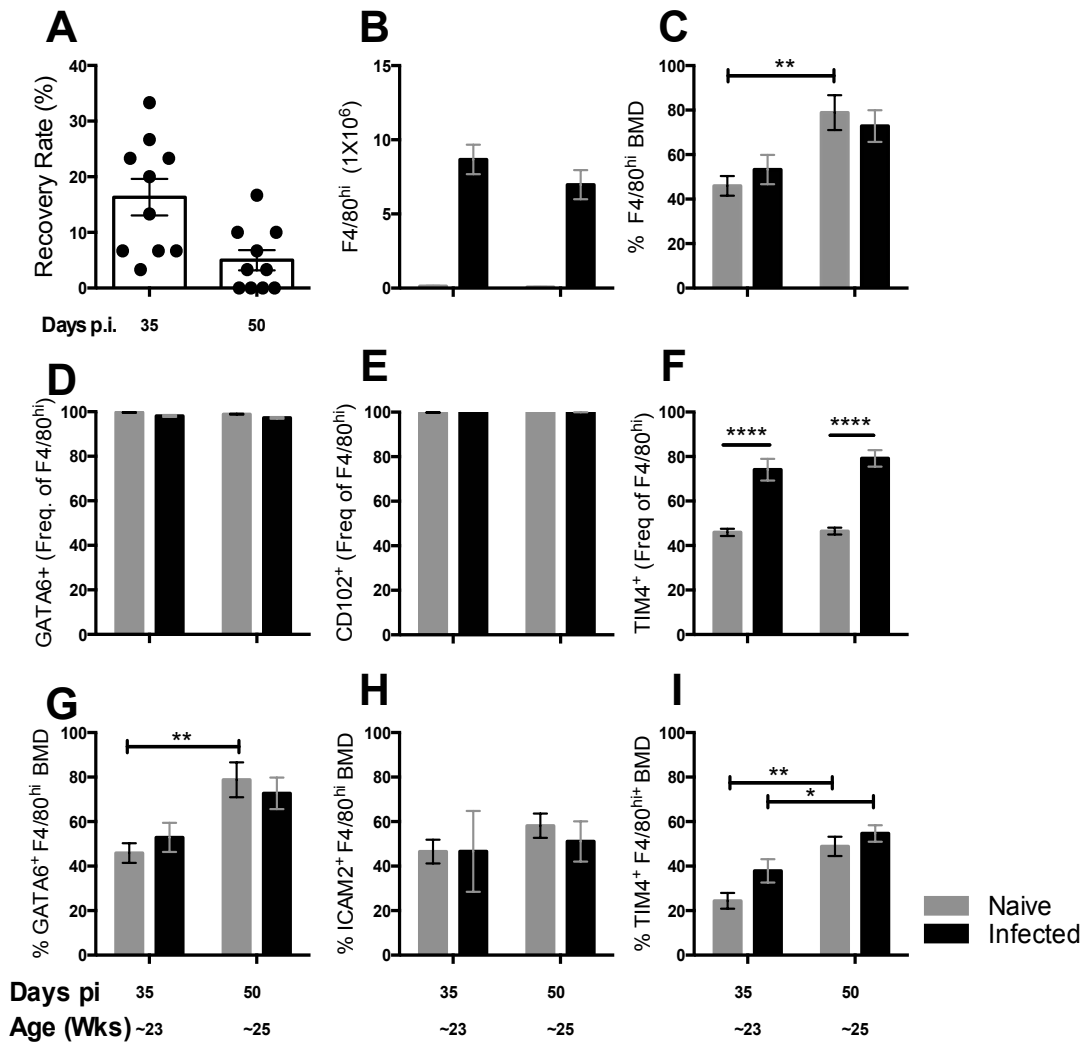 A
Recovery Rate (%)
40
30
20
10
0
Days p.i. 35 50
B
F4/80hi (1X10⁶)
15
10
5
0
C
% F4/80hi BMD
100
80
60
40
20
0
**
D
GATA6+ (Freq. of F4/80hi)
100
80
60
40
20
0
E
CD102⁺ (Freq of F4/80hi)
100
80
60
40
20
0
F
TIM4⁺ (Freq of F4/80hi)
100
80
60
40
20
0
**** ****
G
% GATA6⁺ F4/80hi BMD
100
80
60
40
20
0
**
H
% ICAM2⁺ F4/80hi BMD
100
80
60
40
20
0
I
% TIM4⁺ F4/80hi+ BMD
100
80
60
40
20
0
**
*
Naive
Infected
Days pi 35 50 35 50 35 50
Age (Wks) ~23 ~25 ~23 ~25 ~23 ~25